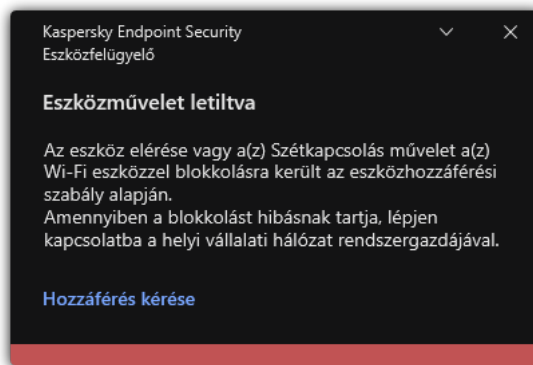 Kaspersky Endpoint Security
Eszközfelügyelő
Eszközművelet letiltva
Az eszköz elérése vagy a(z) Szétkapcsolás művelet a(z)
Wi-Fi eszközzel blokkolásra került az eszközhozzáférési
szabály alapján.
Amennyiben a blokkolást hibásnak tartja, lépjen
kapcsolatba a helyi vállalati hálózat rendszergazdájával.
Hozzáférés kérése